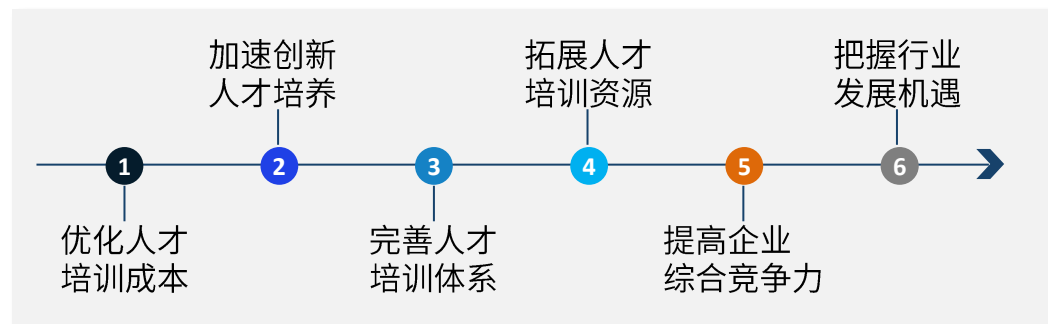 1
优化人才
培训成本
加速创新
人才培养
2
3
完善人才
培训体系
拓展人才
培训资源
4
5
提高企业
综合竞争力
把握行业
发展机遇
6